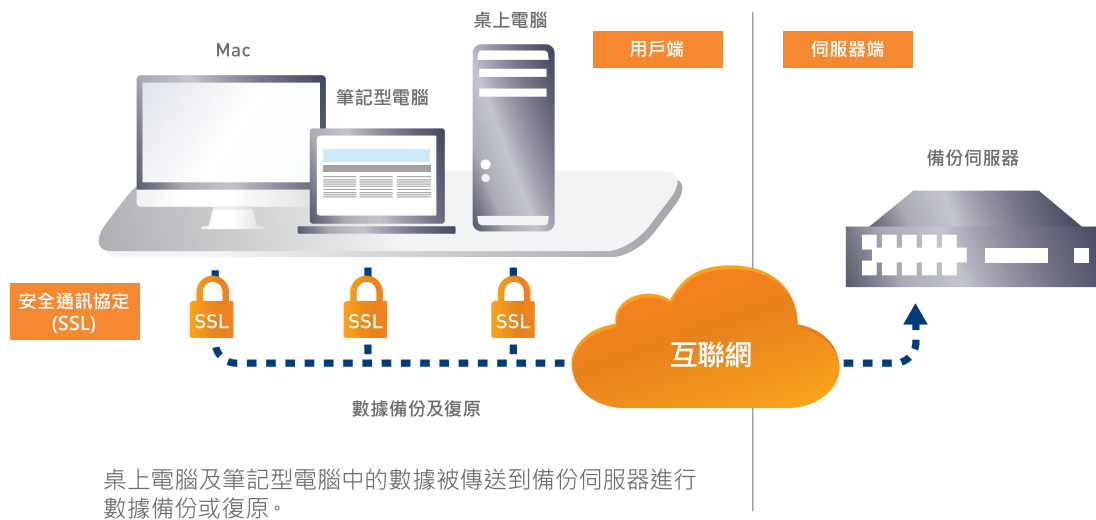 桌上電腦
Mac
用戶端
伺服器端
筆記型電腦
備份伺服器
安全通訊協定
(SSL)
SSL
SSL
SSL
互聯網
數據備份及復原
桌上電腦及筆記型電腦中的數據被傳送到備份伺服器進行
數據備份或復原。